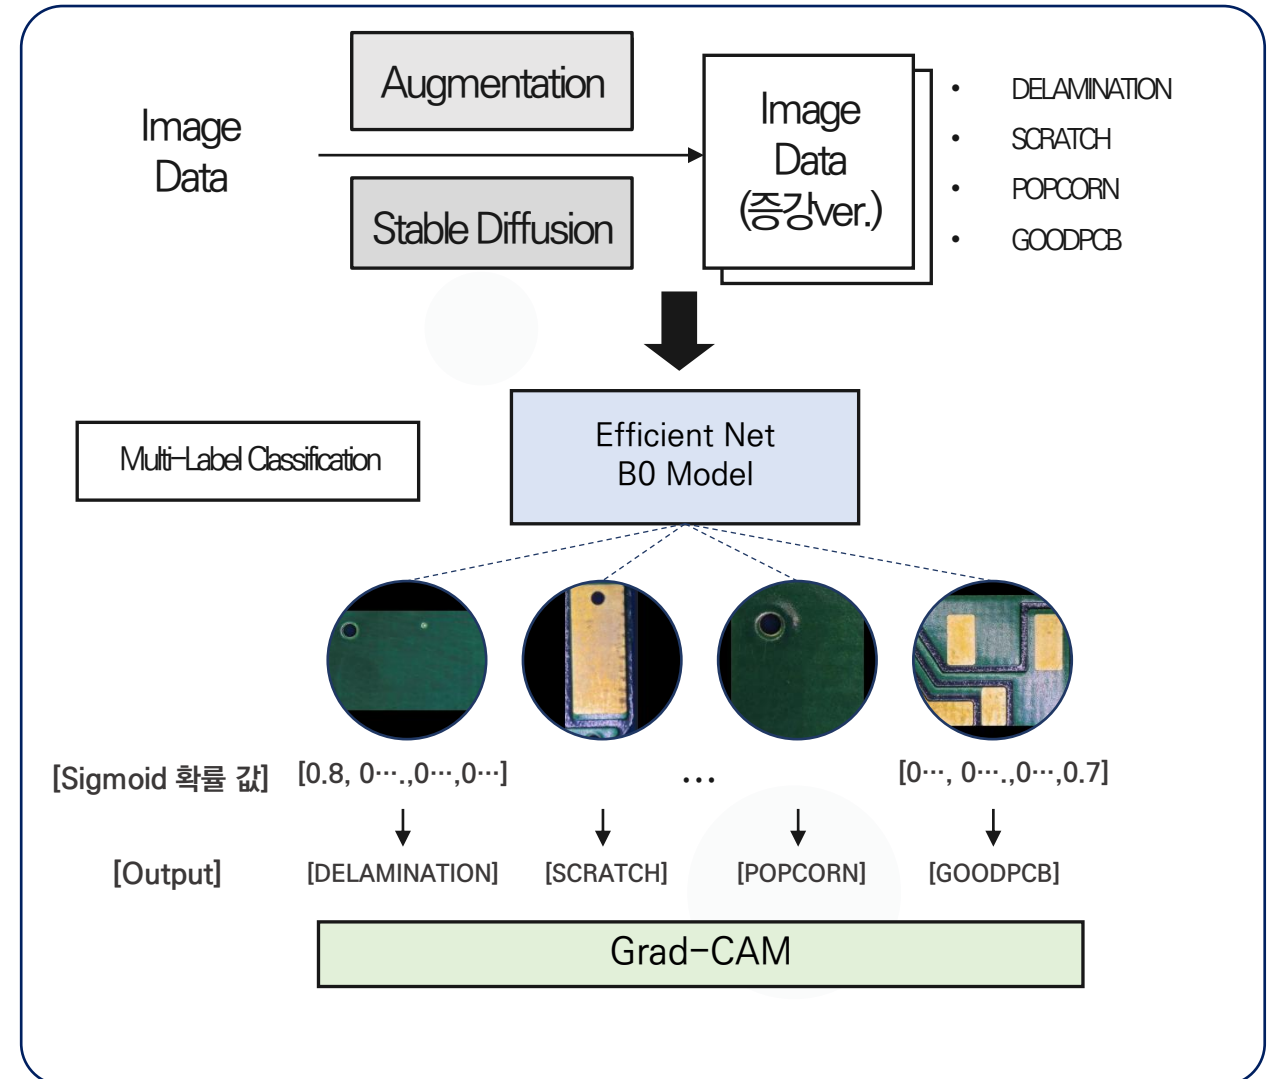 Augmentation
Image
Data
Stable Diffusion
Image
Data
(증강ver.)
• DELAMINATION
• SCRATCH
• POPCORN
• GOODPCB
Multi-Label Classification
Efficient Net
B0 Model
[Sigmoid 확률 값] [0.8, 0….,0…,0…] … [0…, 0….,0…,0.7]
[Output] [DELAMINATION] [SCRATCH] [POPCORN] [GOODPCB]
Grad-CAM